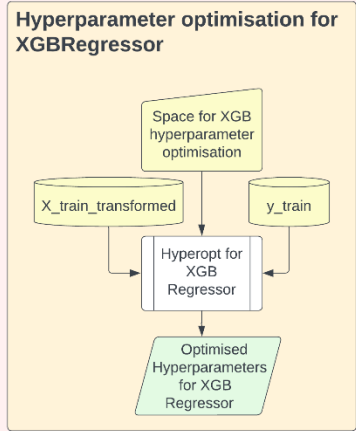 Hyperparameter optimisation for
XGBRegressor
Space for XGB
hyperparameter
optimisation
X_train_transformed
y_train
Hyperopt for
XGB
Regressor
Optimised
Hyperparameters
for XGB
Regressor